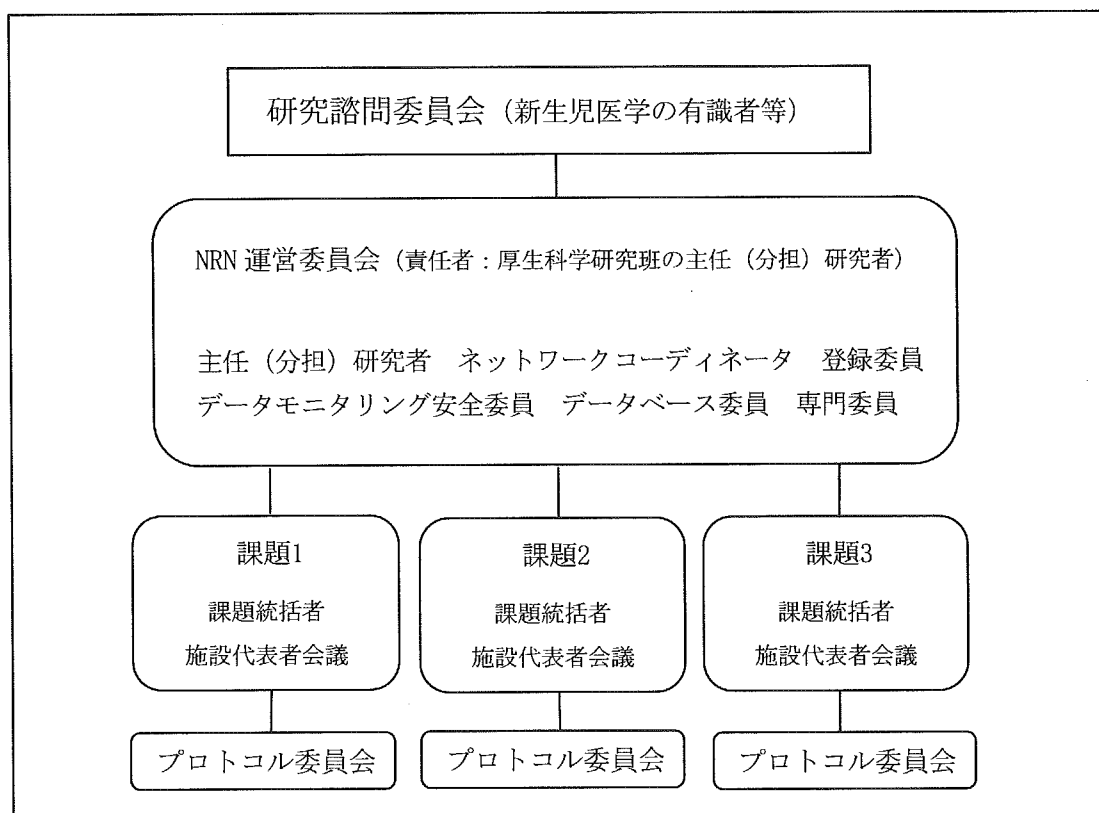 研究諮問委員会（新生児医学の有識者等）
NRN 運営委員会（責任者：厚生科学研究班の主任（分担）研究者）
主任（分担）研究者　ネットワークコーディネータ　登録委員
データモニタリング安全委員　データベース委員　専門委員
課題1
課題統括者
施設代表者会議
課題2
課題統括者
施設代表者会議
課題3
課題統括者
施設代表者会議
プロトコル委員会
プロトコル委員会
プロトコル委員会